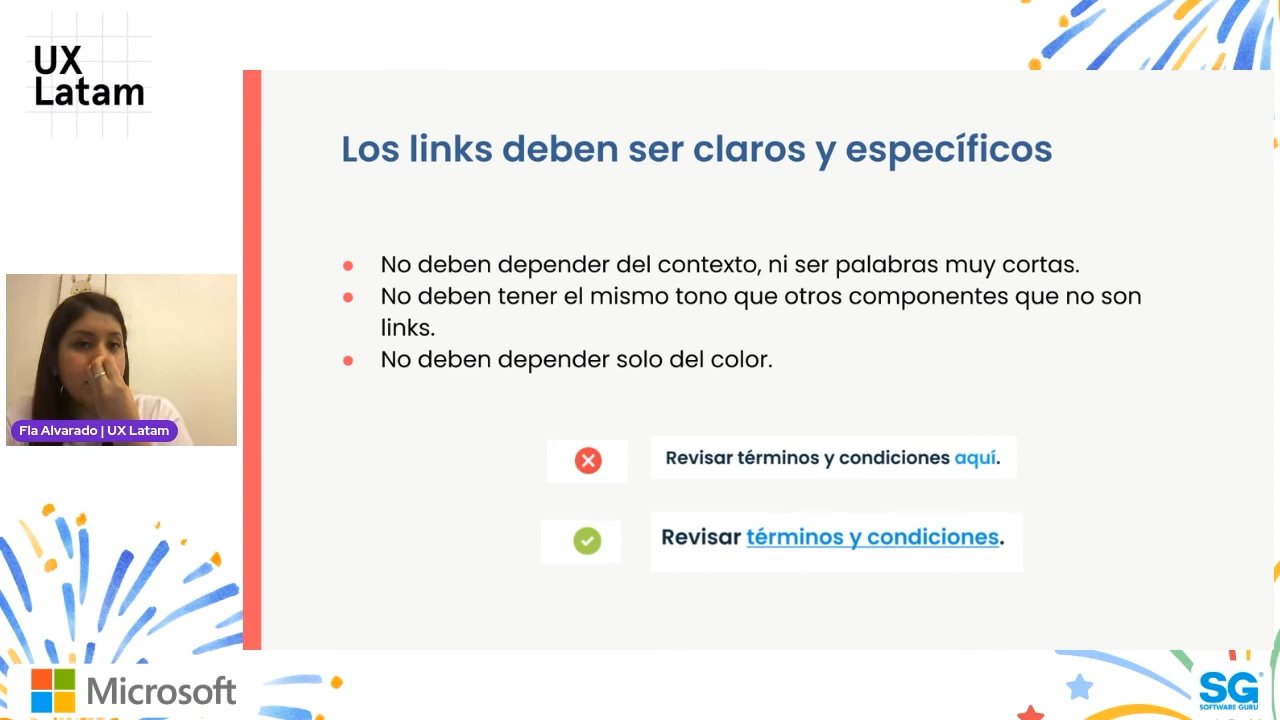 UX
Latam
Los links deben ser claros y específicos
No deben depender del contexto, ni ser palabras muy cortas.
No deben tener el mismo tono que otros componentes que no son
links.
No deben depender solo del color.
Fla Alvarado | UX Latam
Revisar términos y condiciones aquí.
Revisar términos y condiciones.
Microsoft
SG
SOFTWARE GURU